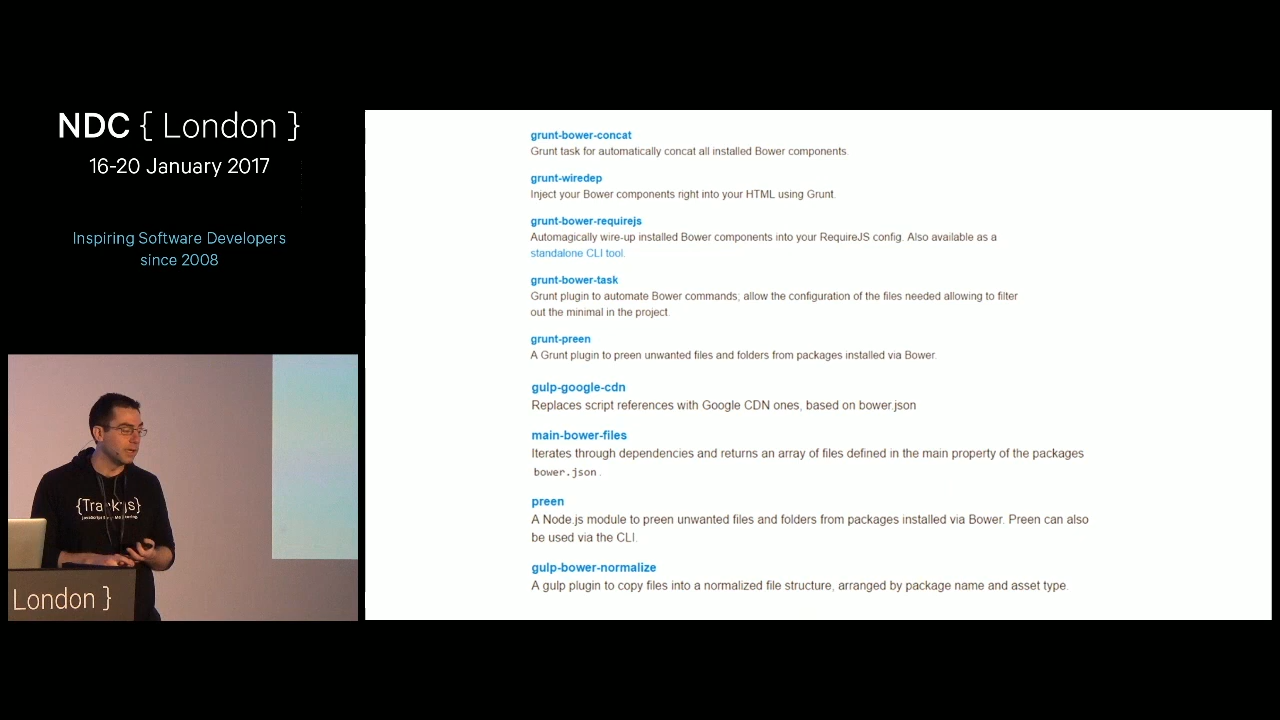 NDC { London }
16-20 January 2017
Inspiring Software Developers
since 2008
{Track:js}
London }
grunt-bower-concat
Grunt task for automatically concat all installed Bower components.
grunt-wiredep
Inject your Bower components right into your HTML using Grunt.
grunt-bower-requirejs
Automagically wire-up installed Bower components into your RequireJS config. Also available as a
standalone CLI tool.
grunt-bower-task
Grunt plugin to automate Bower commands; allow the configuration of the files needed allowing to filter
out the minimal in the project.
grunt-preen
A Grunt plugin to preen unwanted files and folders from packages installed via Bower.
gulp-google-cdn
Replaces script references with Google CDN ones, based on bower.json
main-bower-files
Iterates through dependencies and returns an array of files defined in the main property of the packages
bower.json.
preen
A Node.js module to preen unwanted files and folders from packages installed via Bower. Preen can also
be used via the CLI.
gulp-bower-normalize
A gulp plugin to copy files into a normalized file structure, arranged by package name and asset type.